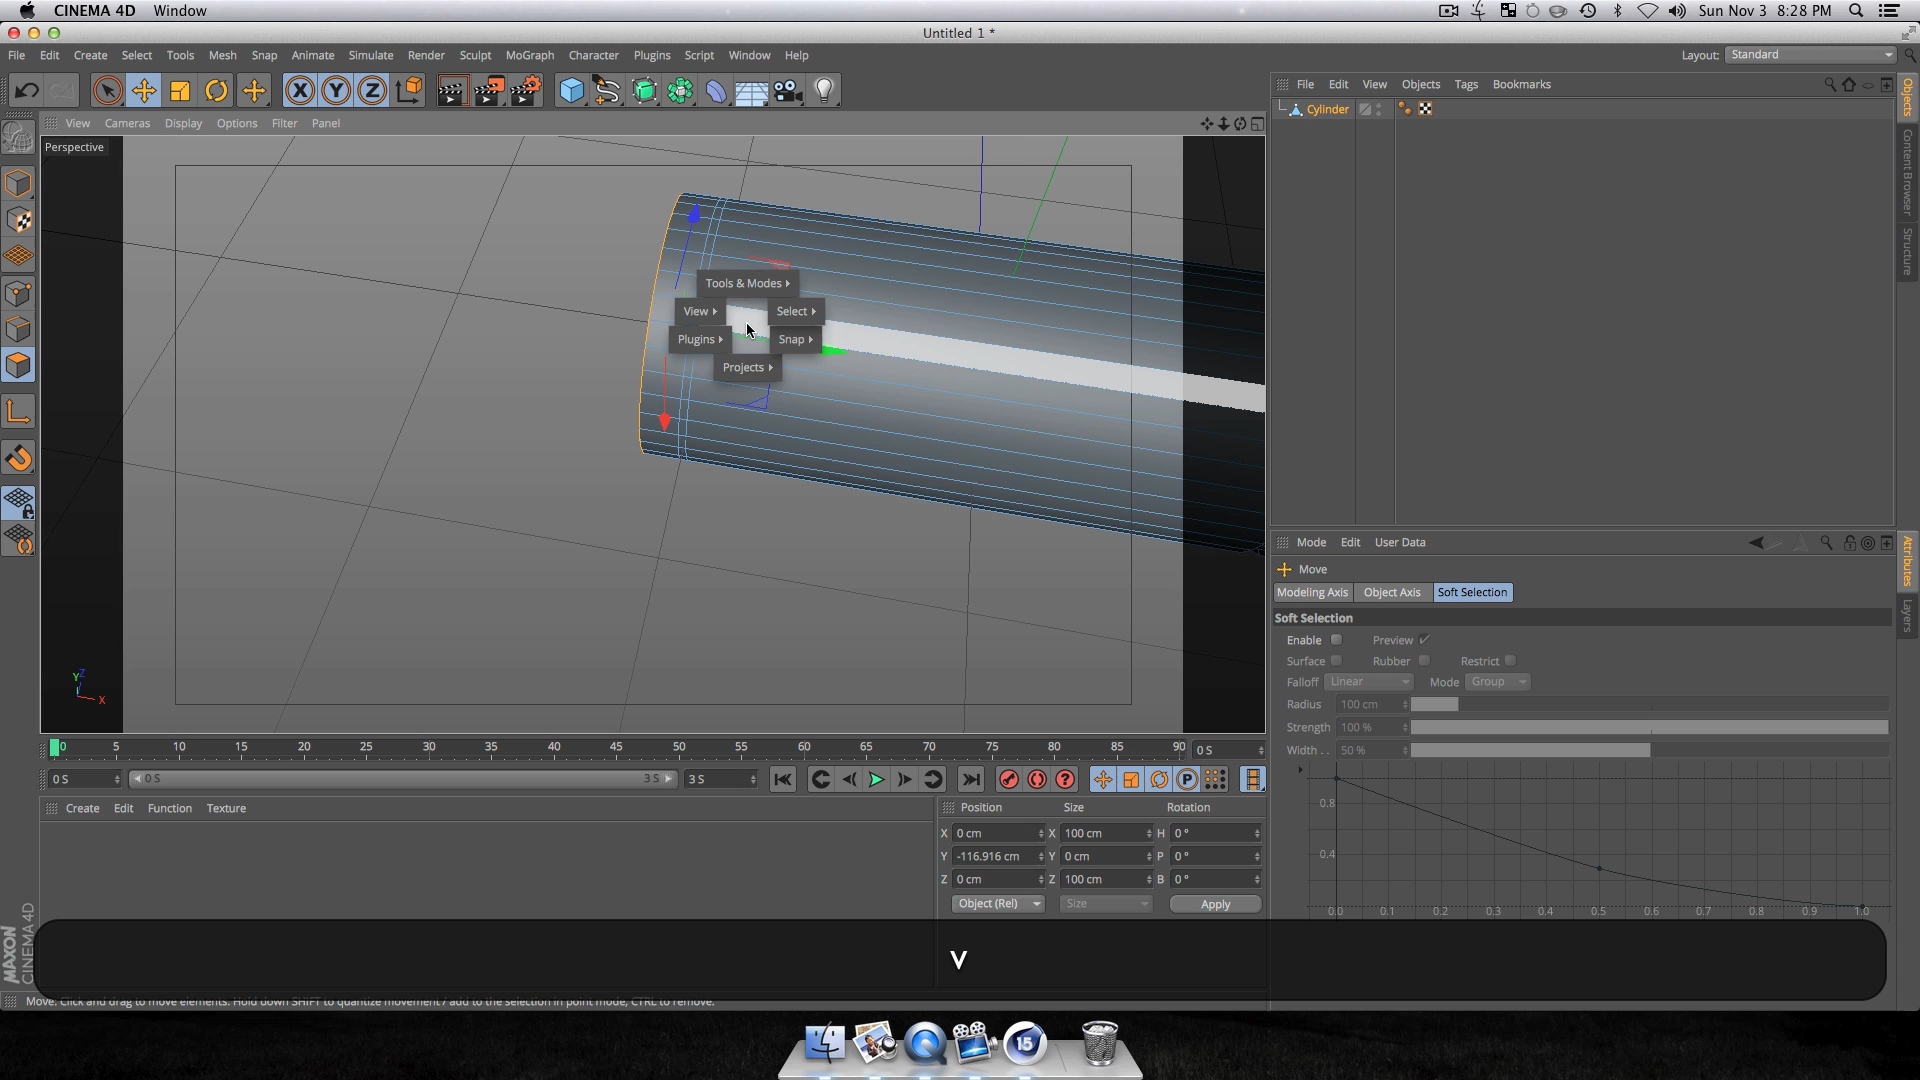 CINEMA 4D Window
Sun Nov 3 8:28 PM
Untitled 1 *
File Edit Create Select Tools Mesh Snap Animate Simulate Render Sculpt MoGraph Character Plugins Script Window Help
Layout: Standard
X Y Z
File Edit View Objects Tags Bookmarks
Cylinder
Objects
Content Browser
Structure
View Cameras Display Options Filter Panel
Perspective
Tools & Modes
View Select
Plugins Snap
Projects
Y Z
X
Mode Edit User Data
Move
Modeling Axis Object Axis Soft Selection
Soft Selection
Enable Preview
Surface Rubber Restrict
Falloff Linear Mode Group
Radius 100 cm
Strength 100 %
Width . . 50 %
0.8
0.4
0.0 0.1 0.2 0.3 0.4 0.5 0.6 0.7 0.8 0.9 1.0
Attributes
Layers
0 5 10 15 20 25 30 35 40 45 50 55 60 65 70 75 80 85 90 0 S
0 S 0 S 3 S 3 S
P
Create Edit Function Texture
Position Size Rotation
X 0 cm X 100 cm H 0 °
Y -116.916 cm Y 0 cm P 0 °
Z 0 cm Z 100 cm B 0 °
Object (Rel) Size Apply
MAXON
CINEMA 4D
V
Move: Click and drag to move elements. Hold down SHIFT to quantize movement / add to the selection in point mode, CTRL to remove.
15